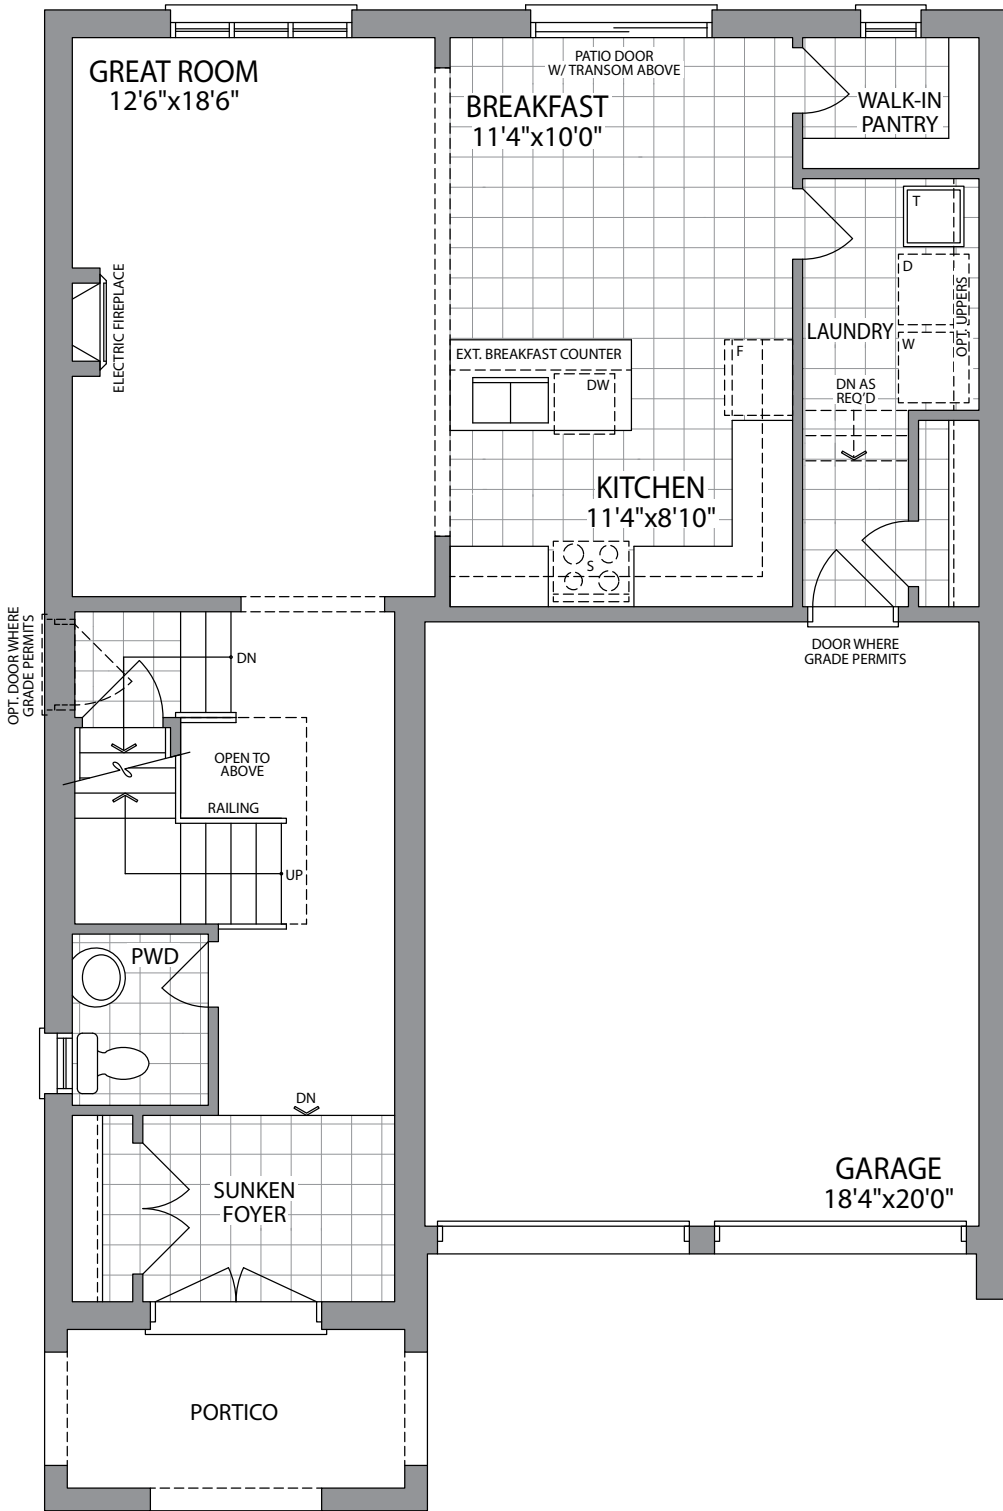 GREAT ROOM
12'6"x18'6"
PATIO DOOR
W/ TRANSOM ABOVE
BREAKFAST
11'4"x10'0"
WALK-IN
PANTRY
T
D
W
OPT. UPPERS
LAUNDRY
DN AS
REQ'D
ELECTRIC FIREPLACE
EXT. BREAKFAST COUNTER
DW
F
KITCHEN
11'4"x8'10"
S
OPT. DOOR WHERE
GRADE PERMITS
DN
DOOR WHERE
GRADE PERMITS
OPEN TO
ABOVE
RAILING
UP
PWD
DN
SUNKEN
FOYER
GARAGE
18'4"x20'0"
PORTICO